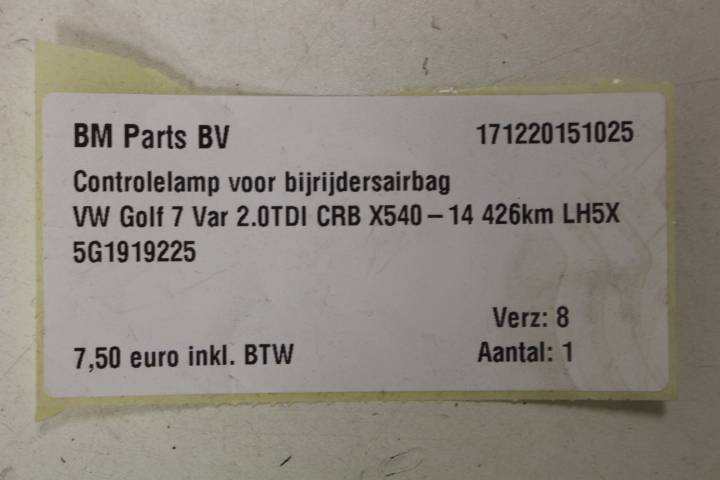 BM Parts BV 171220151025
Controlelamp voor bijrijdersairbag
VW Golf 7 Var 2.0TDI CRB X540 – 14 426km LH5X
5G1919225
Verz: 8
7,50 euro inkl. BTW Aantal: 1